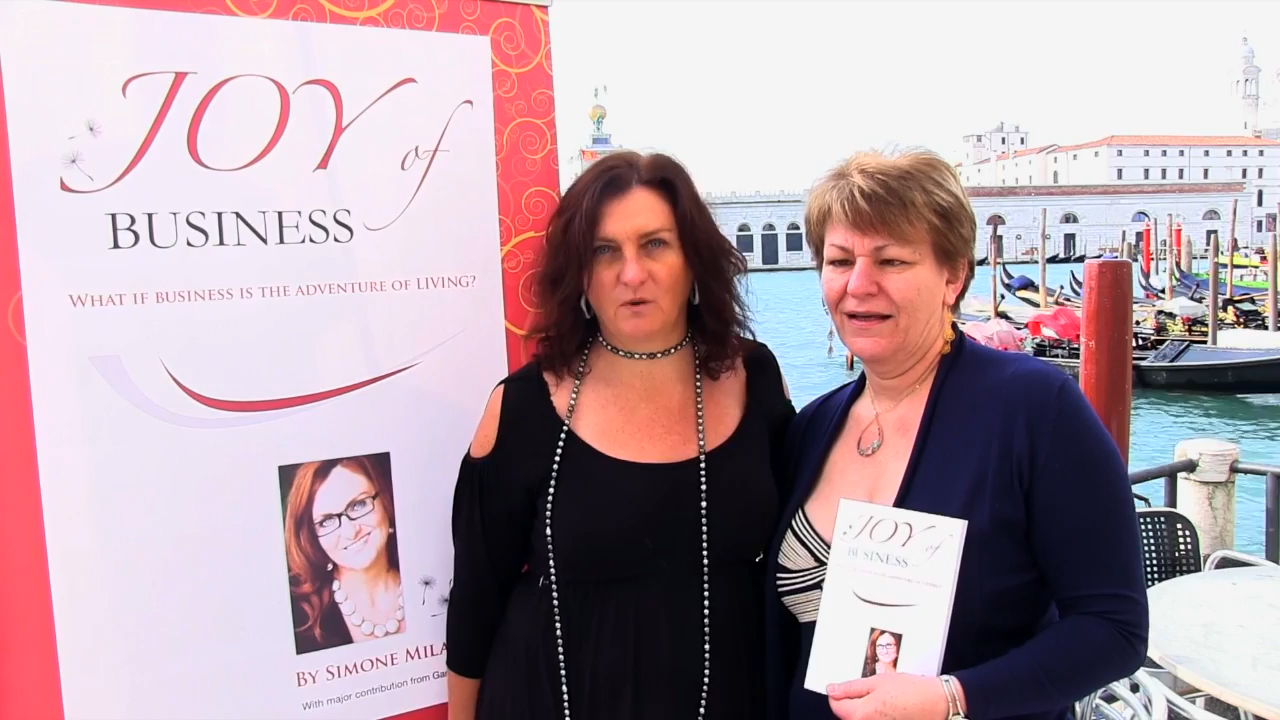 JOY of
BUSINESS
WHAT IF BUSINESS IS THE ADVENTURE OF LIVING?
BY SIMONE MILA
With major contribution from Gar
JOY of
BUSINESS